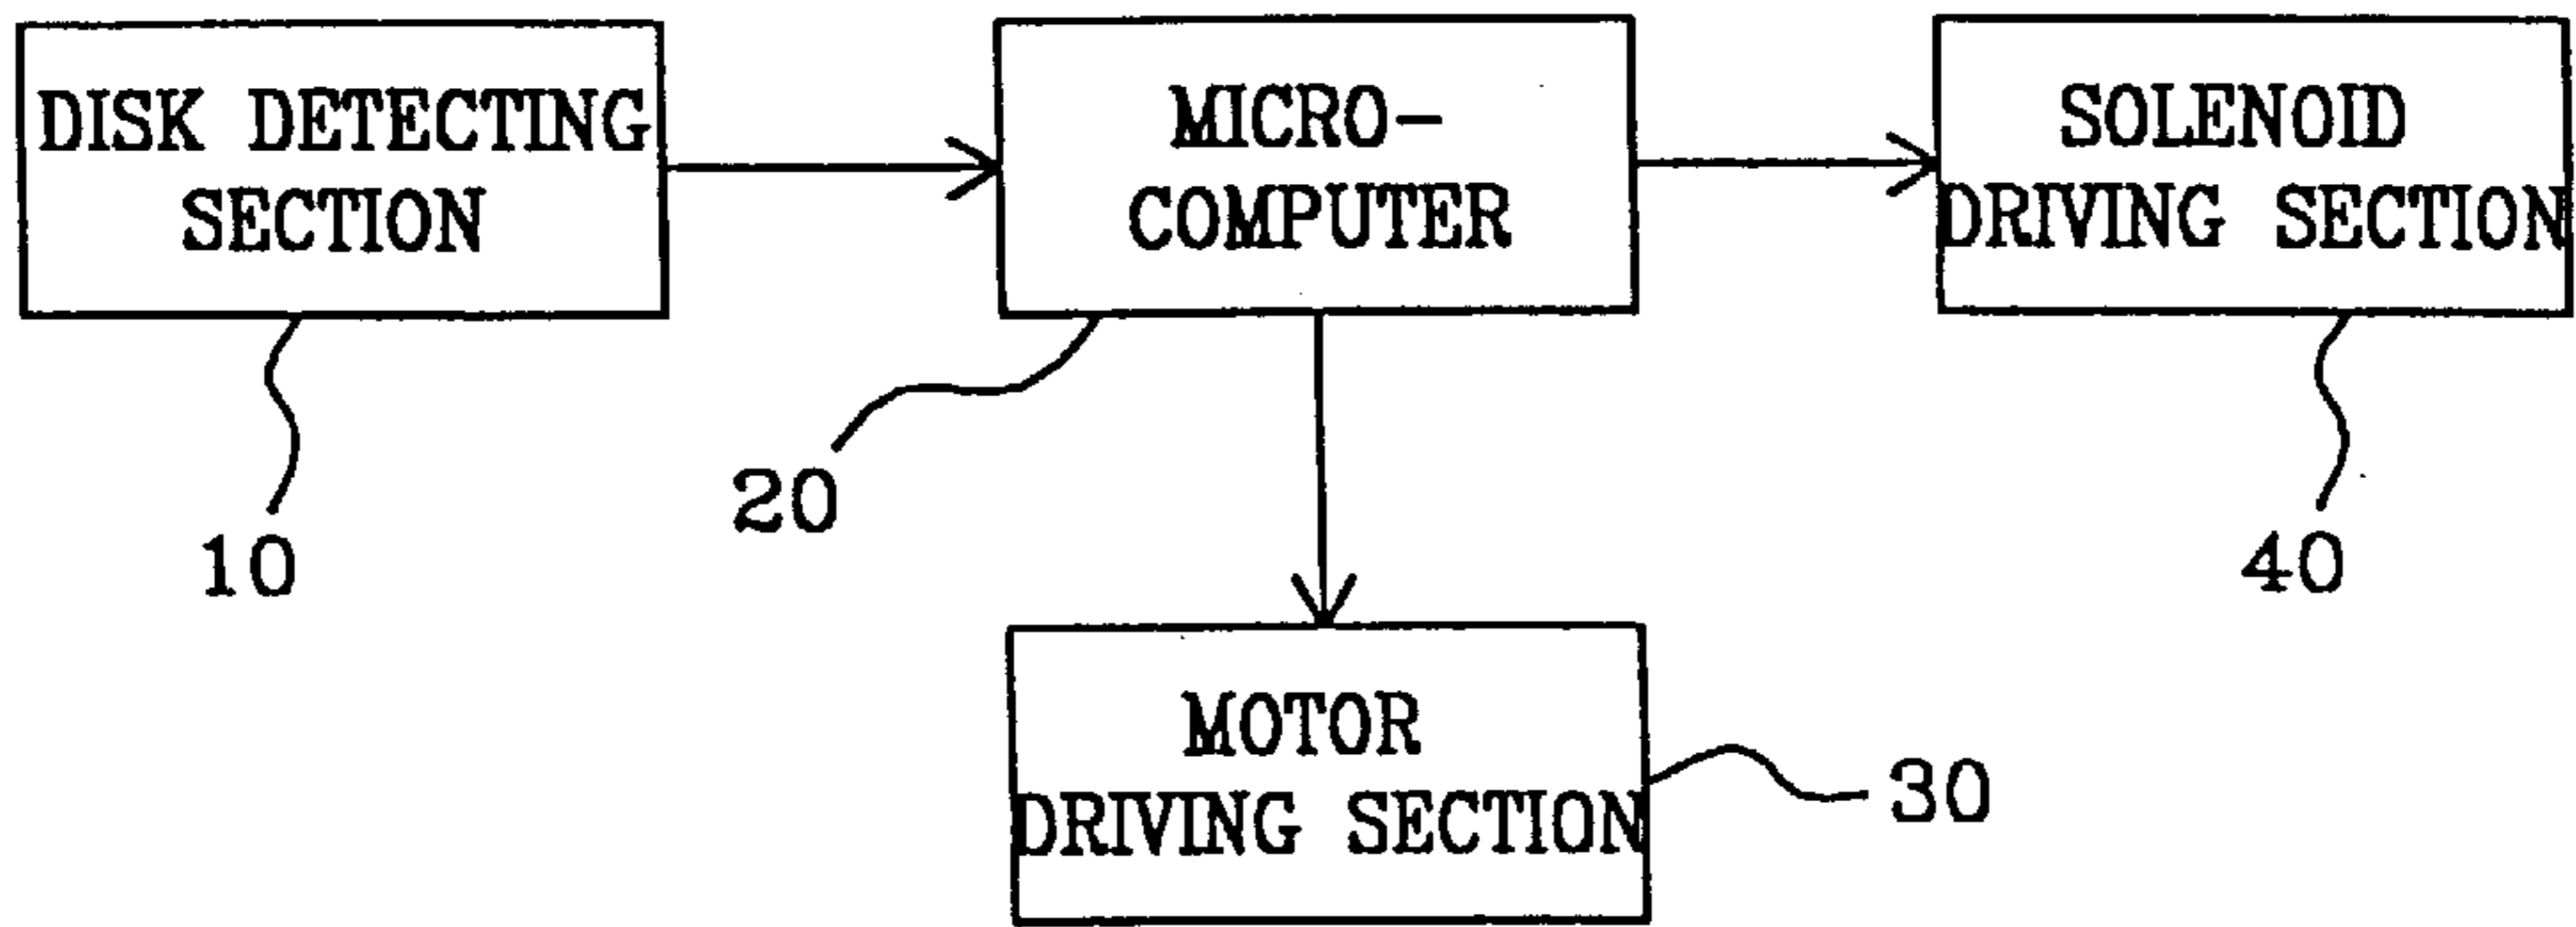 DISK DETECTING
SECTION
10
MICRO-
COMPUTER
20
SOLENOID
DRIVING SECTION
40
MOTOR
DRIVING SECTION
30